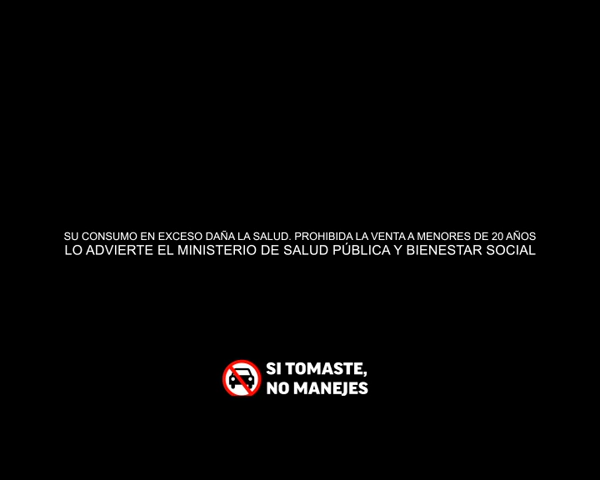 SU CONSUMO EN EXCESO DAÑA LA SALUD. PROHIBIDA LA VENTA A MENORES DE 20 AÑOS
LO ADVIERTE EL MINISTERIO DE SALUD PÚBLICA Y BIENESTAR SOCIAL
SI TOMASTE,
NO MANEJES